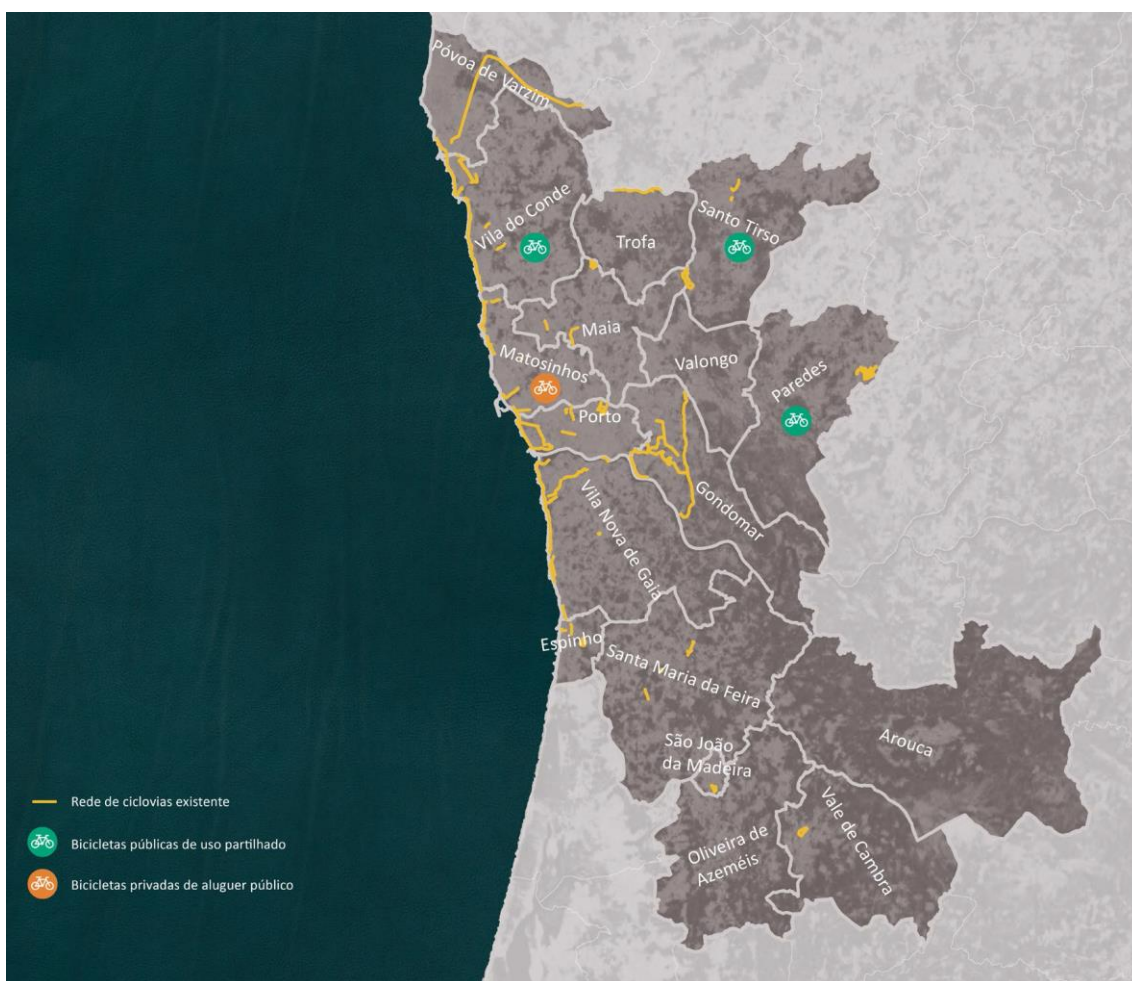 Póvoa de Varzim
Vila do Conde
Trofa
Santo Tirso
Maia
Matosinhos
Valongo
Paredes
Porto
Gondomar
Vila Nova de Gaia
Espinho
Santa Maria da Feira
São João
da Madeira
Arouca
Oliveira de
Azeméis
Vale de Cambra
Rede de ciclovias existente
Bicicletas públicas de uso partilhado
Bicicletas privadas de aluguer público